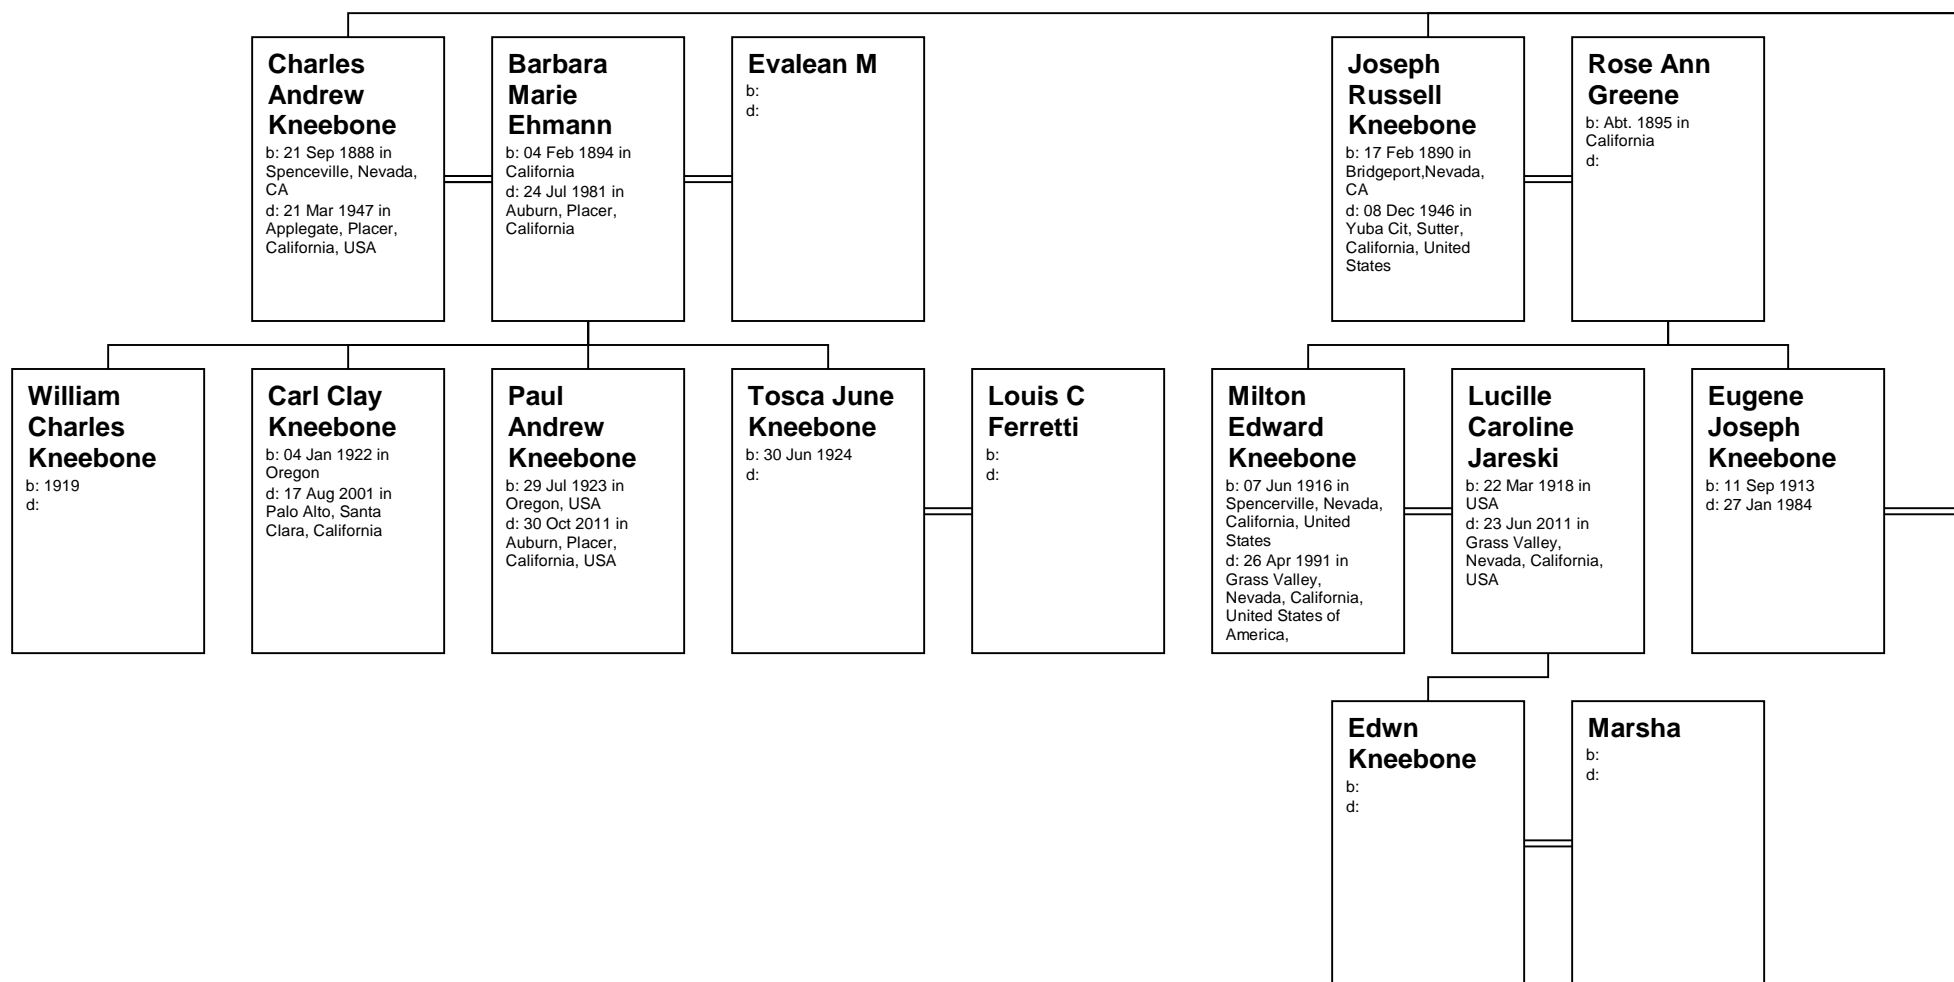 Charles
Andrew
Kneebone
b: 21 Sep 1888 in
Spenceville, Nevada,
CA
d: 21 Mar 1947 in
Applegate, Placer,
California, USA
Barbara
Marie
Ehmann
b: 04 Feb 1894 in
California
d: 24 Jul 1981 in
Auburn, Placer,
California
Evalean M
b:
d:
Joseph
Russell
Kneebone
b: 17 Feb 1890 in
Bridgeport,Nevada,
CA
d: 08 Dec 1946 in
Yuba Cit, Sutter,
California, United
States
Rose Ann
Greene
b: Abt. 1895 in
California
d:
William
Charles
Kneebone
b: 1919
d:
Carl Clay
Kneebone
b: 04 Jan 1922 in
Oregon
d: 17 Aug 2001 in
Palo Alto, Santa
Clara, California
Paul
Andrew
Kneebone
b: 29 Jul 1923 in
Oregon, USA
d: 30 Oct 2011 in
Auburn, Placer,
California, USA
Tosca June
Kneebone
b: 30 Jun 1924
d:
Louis C
Ferretti
b:
d:
Milton
Edward
Kneebone
b: 07 Jun 1916 in
Spencerville, Nevada,
California, United
States
d: 26 Apr 1991 in
Grass Valley,
Nevada, California,
United States of
America,
Lucille
Caroline
Jareski
b: 22 Mar 1918 in
USA
d: 23 Jun 2011 in
Grass Valley,
Nevada, California,
USA
Eugene
Joseph
Kneebone
b: 11 Sep 1913
d: 27 Jan 1984
Edwn
Kneebone
b:
d:
Marsha
b:
d: